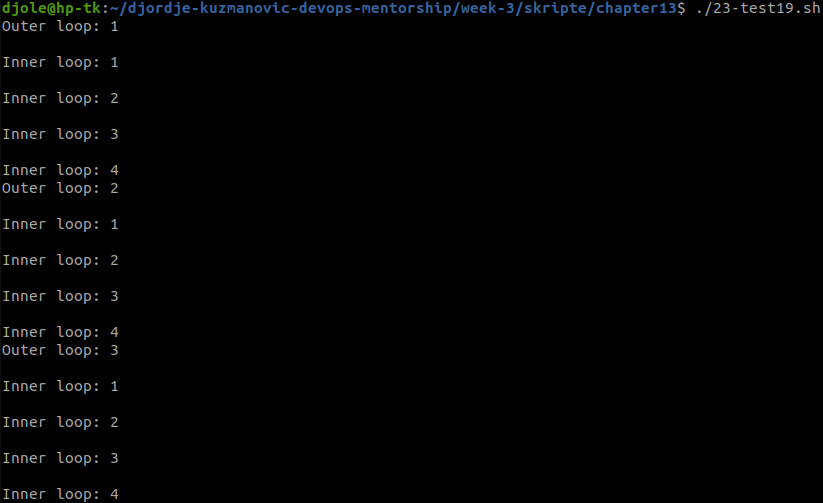 djole@hp-tk:~/djordje-kuzmanovic-devops-mentorship/week-3/skripte/chapter13$ ./23-test19.sh
Outer loop: 1
Inner loop: 1
Inner loop: 2
Inner loop: 3
Inner loop: 4
Outer loop: 2
Inner loop: 1
Inner loop: 2
Inner loop: 3
Inner loop: 4
Outer loop: 3
Inner loop: 1
Inner loop: 2
Inner loop: 3
Inner loop: 4